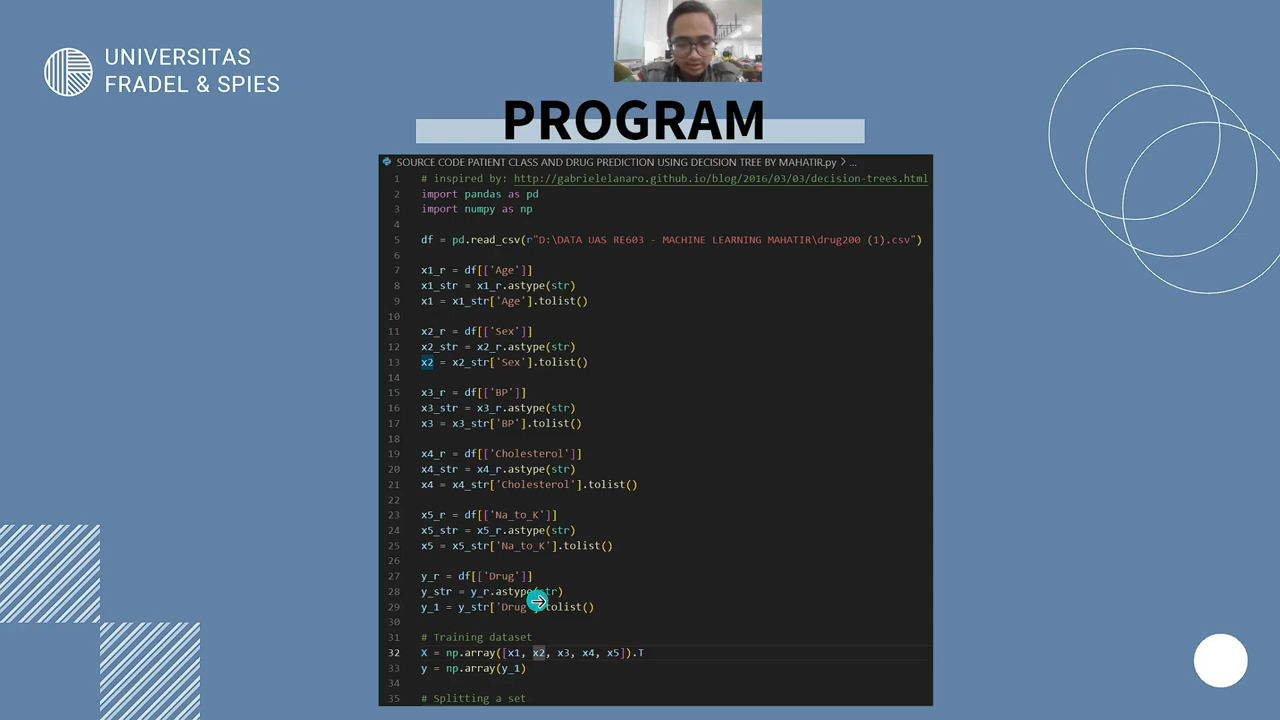 UNIVERSITAS
FRADEL & SPIES
PROGRAM
SOURCE CODE PATIENT CLASS AND DRUG PREDICTION USING DECISION TREE BY MAHATIR.py > ...
1 # inspired by: http://gabrielelanaro.github.io/blog/2016/03/03/decision-trees.html
2 import pandas as pd
3 import numpy as np
4
5 df = pd.read_csv(r"D:\DATA UAS RE603 - MACHINE LEARNING MAHATIR\drug200 (1).csv")
6
7 x1_r = df[['Age']]
8 x1_str = x1_r.astype(str)
9 x1 = x1_str['Age'].tolist()
10
11 x2_r = df[['Sex']]
12 x2_str = x2_r.astype(str)
13 x2 = x2_str['Sex'].tolist()
14
15 x3_r = df[['BP']]
16 x3_str = x3_r.astype(str)
17 x3 = x3_str['BP'].tolist()
18
19 x4_r = df[['Cholesterol']]
20 x4_str = x4_r.astype(str)
21 x4 = x4_str['Cholesterol'].tolist()
22
23 x5_r = df[['Na_to_K']]
24 x5_str = x5_r.astype(str)
25 x5 = x5_str['Na_to_K'].tolist()
26
27 y_r = df[['Drug']]
28 y_str = y_r.astype(str)
29 y_1 = y_str['Drug'].tolist()
30
31 # Training dataset
32 X = np.array([x1, x2, x3, x4, x5]).T
33 y = np.array(y_1)
34
35 # Splitting a set